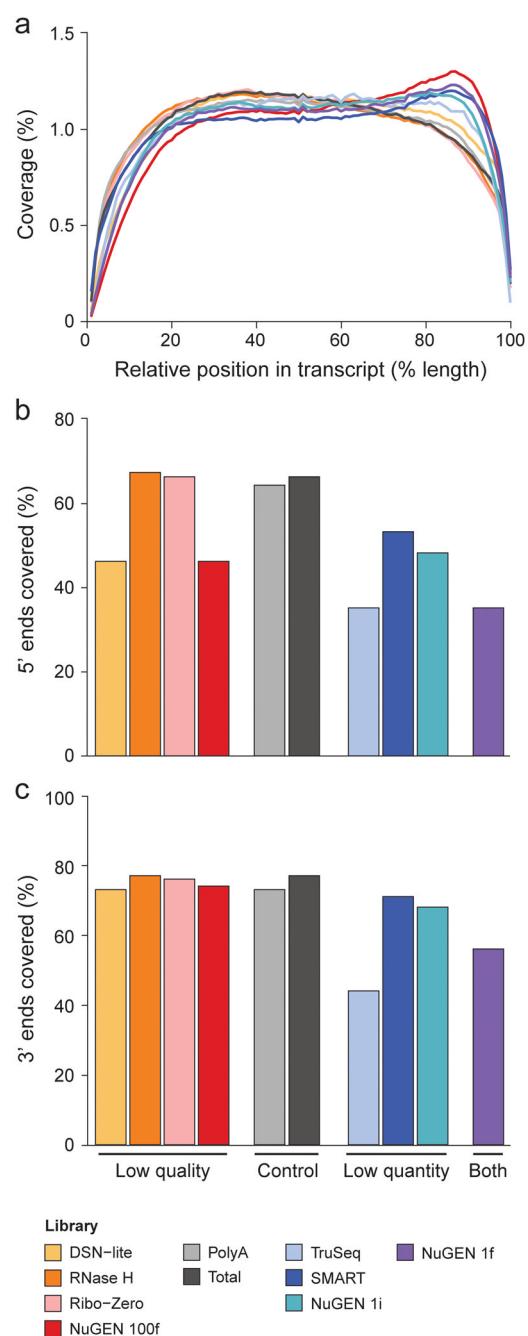 a
1.5
1.0
0.5
0
Coverage (%)
0 20 40 60 80 100
Relative position in transcript (% length)
b
80
60
40
20
0
5' ends covered (%)
c
100
80
60
40
20
0
3' ends covered (%)
Low quality Control Low quantity Both
Library
DSN−lite PolyA TruSeq NuGEN 1f
RNase H Total SMART
Ribo−Zero NuGEN 1i
NuGEN 100f